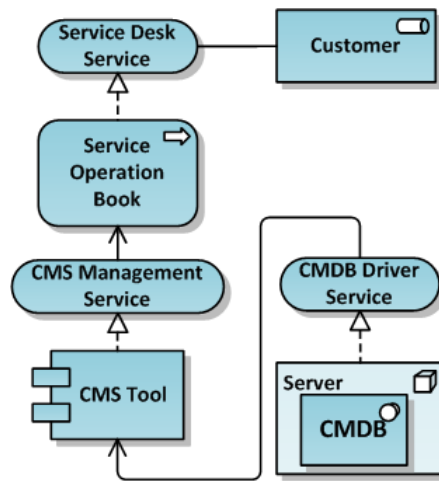 Service Desk
Service
Customer
Service
Operation
Book
CMS Management
Service
CMDB Driver
Service
CMS Tool
Server
CMDB